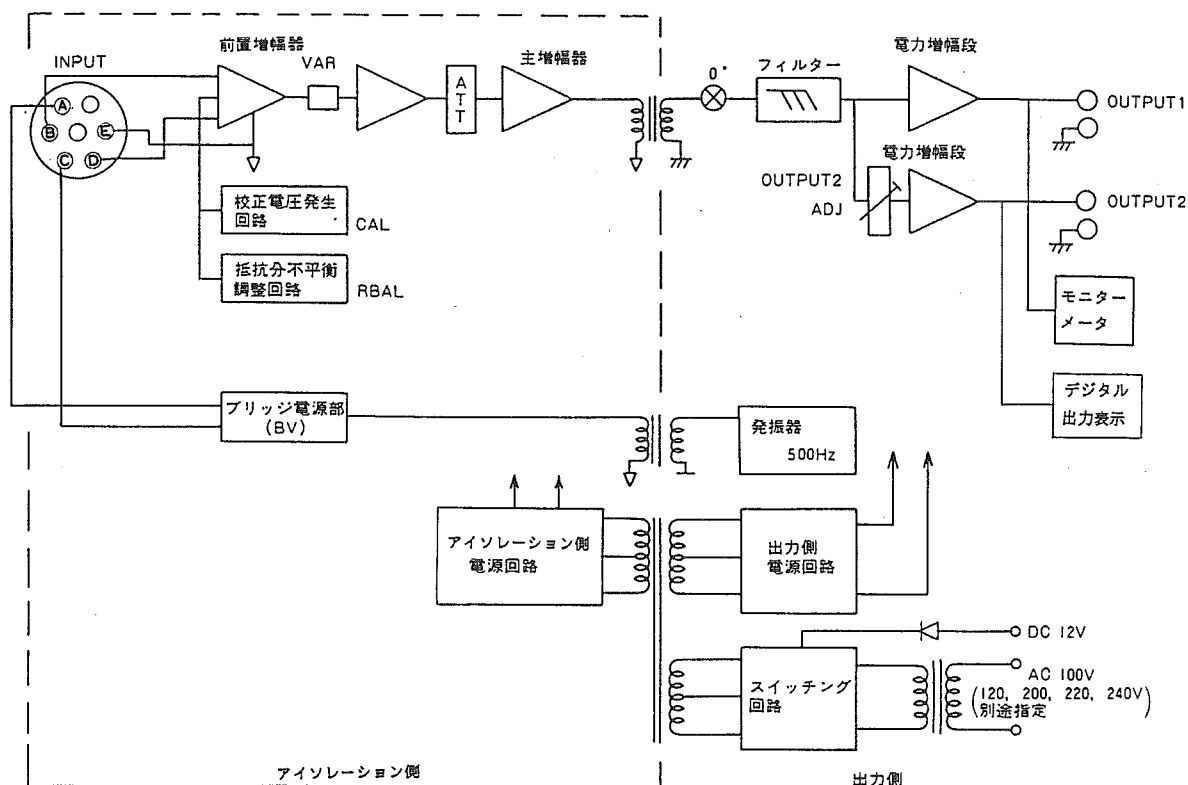 前置増幅器
INPUT
VAR
A
T
T
主増幅器
0°
フィルター
電力増幅段
OUTPUT1
A
B
E
C
D
電力増幅段
OUTPUT2
ADJ
OUTPUT2
校正電圧発生
回路
CAL
抵抗分不平衡
調整回路
RBAL
モニター
メータ
デジタル
出力表示
ブリッジ電源部
(BV)
発振器
500Hz
アイソレーション側
電源回路
出力側
電源回路
DC 12V
スイッチング
回路
AC 100V
(120, 200, 220, 240V)
別途指定
アイソレーション側
出力側